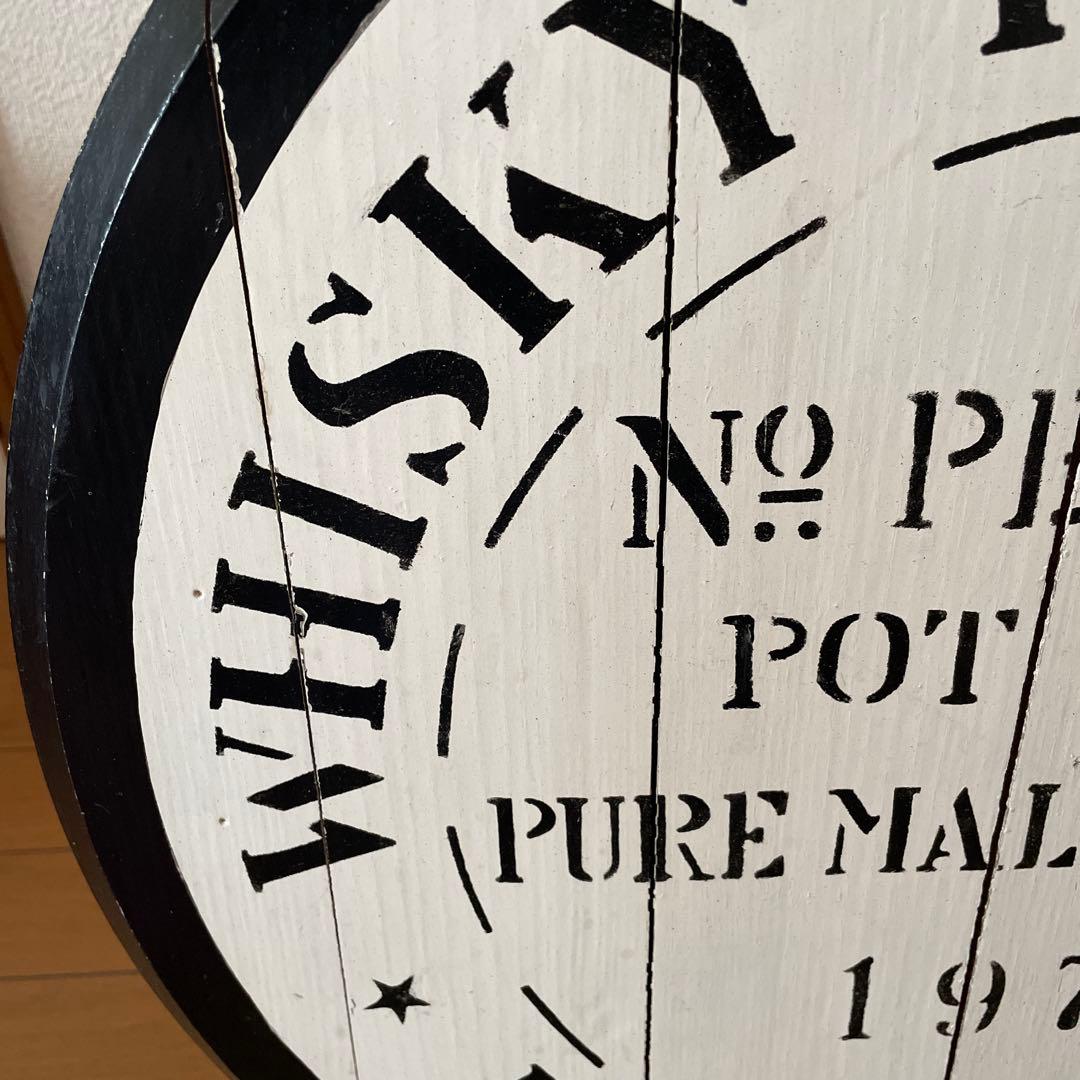 WHISKY
Nº PE
POT
PURE MAL
197